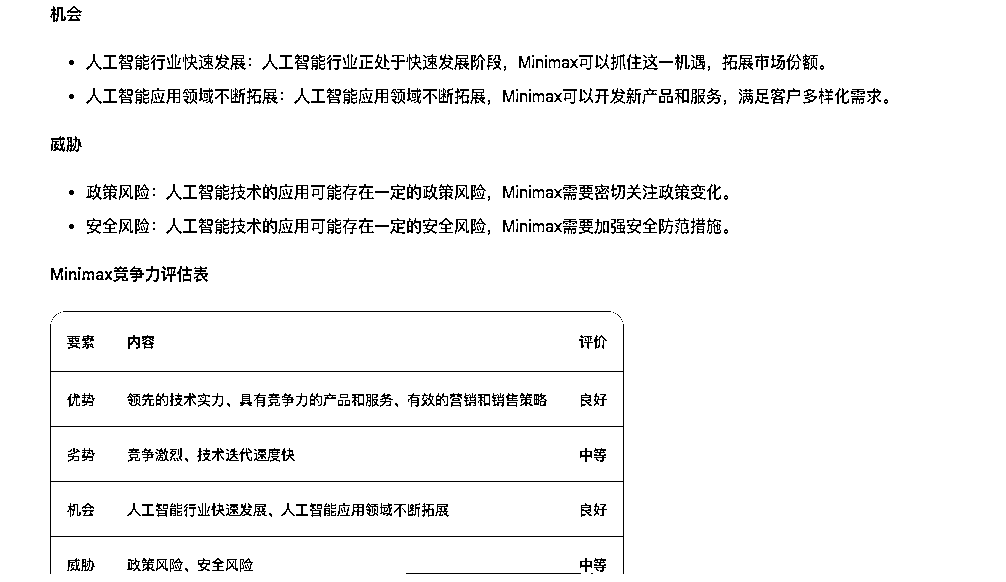 机会
人工智能行业快速发展：人工智能行业正处于快速发展阶段，Minimax可以抓住这一机遇，拓展市场份额。
人工智能应用领域不断拓展：人工智能应用领域不断拓展，Minimax可以开发新产品和服务，满足客户多样化需求。
威胁
政策风险：人工智能技术的应用可能存在一定的政策风险，Minimax需要密切关注政策变化。
安全风险：人工智能技术的应用可能存在一定的安全风险，Minimax需要加强安全防范措施。
Minimax竞争力评估表
要素 内容 评价
优势 领先的技术实力、具有竞争力的产品和服务、有效的营销和销售策略 良好
劣势 竞争激烈、技术迭代速度快 中等
机会 人工智能行业快速发展、人工智能应用领域不断拓展 良好
威胁 政策风险、安全风险 中等